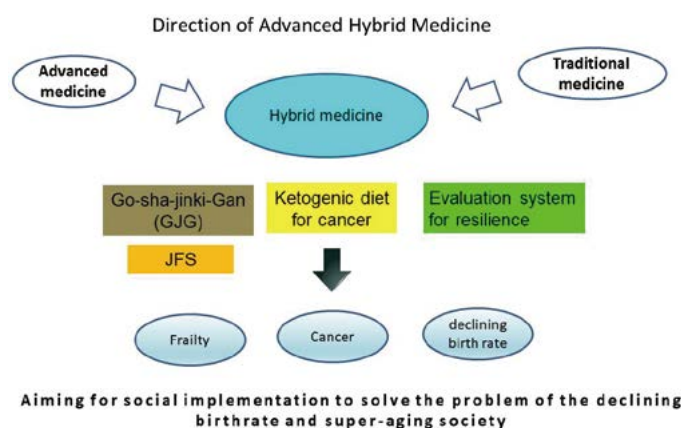 Direction of Advanced Hybrid Medicine
Advanced
medicine
Traditional
medicine
Hybrid medicine
Go-sha-jinki-Gan
(GJG)
Ketogenic diet
for cancer
Evaluation system
for resilience
JFS
Frailty
Cancer
declining
birth rate
Aiming for social implementation to solve the problem of the declining
birthrate and super-aging society